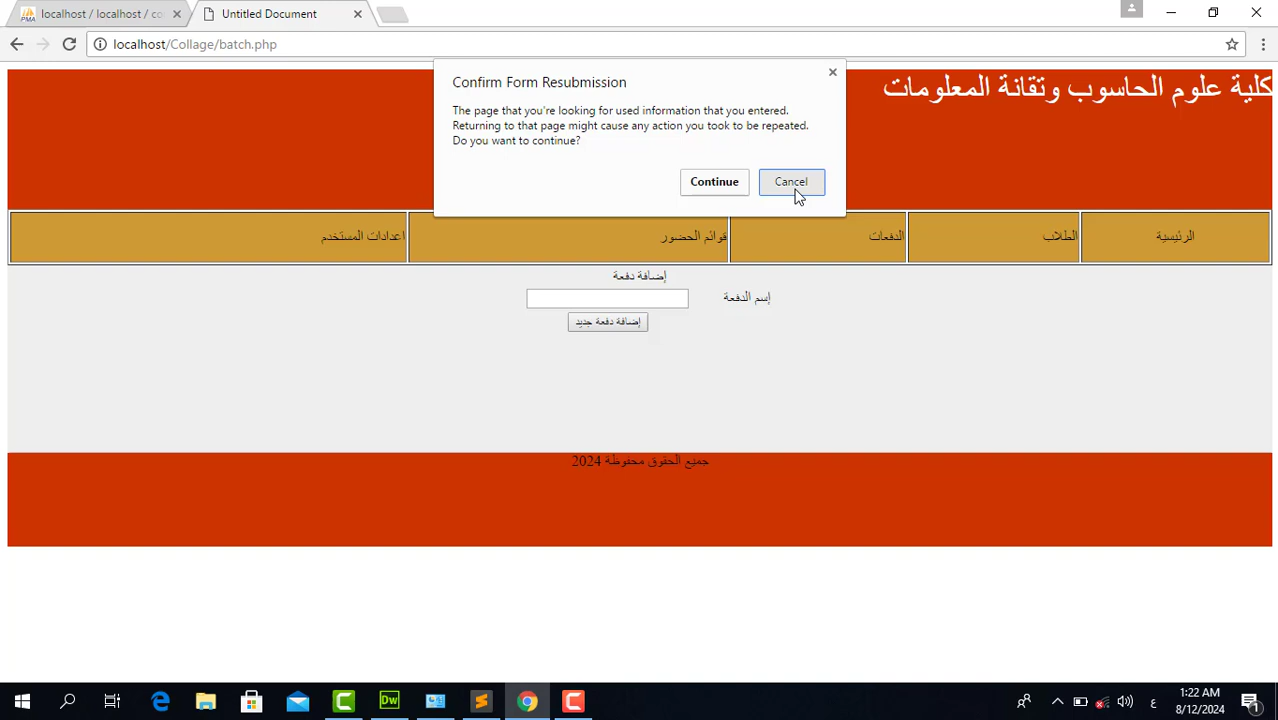 localhost / localhost / co
Untitled Document
localhost/Collage/batch.php
كلية علوم الحاسوب وتقانة المعلومات
Confirm Form Resubmission
The page that you're looking for used information that you entered.
Returning to that page might cause any action you took to be repeated.
Do you want to continue?
Continue
Cancel
الرئيسية
الطلاب
الدفعات
قوائم الحضور
اعدادات المستخدم
إضافة دفعة
إسم الدفعة
إضافة دفعة جديد
جميع الحقوق محفوظة 2024
PMA
Dw
ع
1:22 AM
8/12/2024
1